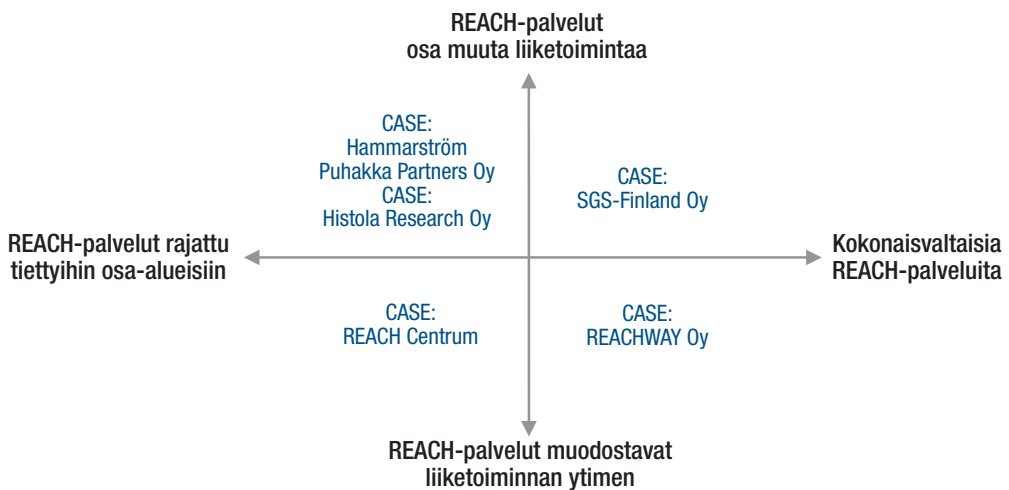 REACH-palvelut
osa muuta liiketoimintaa
CASE:
Hammarström
Puhakka Partners Oy
CASE:
Histola Research Oy
CASE:
SGS-Finland Oy
REACH-palvelut rajattu
tiettyihin osa-alueisiin
Kokonaisvaltaisia
REACH-palveluita
CASE:
REACH Centrum
CASE:
REACHWAY Oy
REACH-palvelut muodostavat
liiketoiminnan ytimen